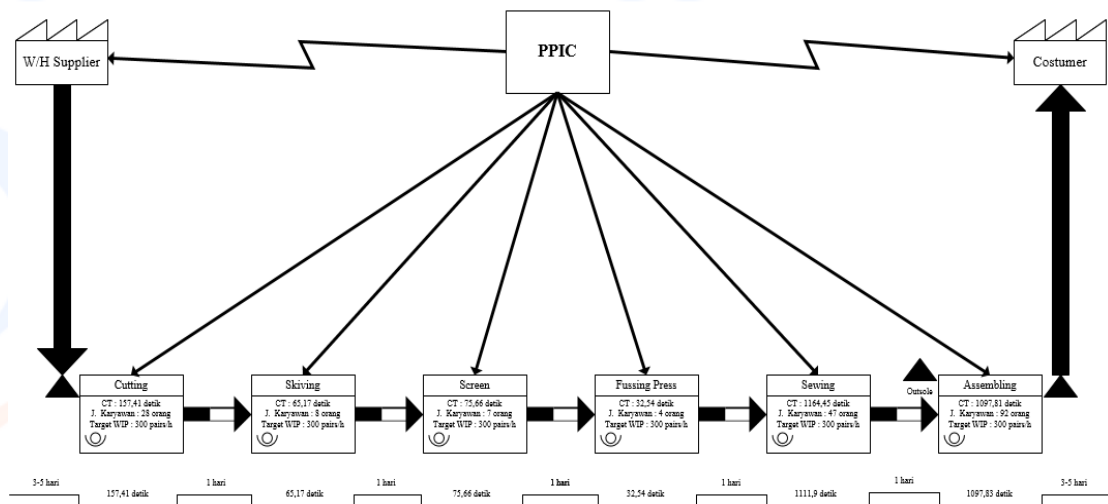 W/H Supplier
PPIC
Costumer
Cutting
CT : 157,41 detik
J. Karyawan : 28 orang
Target WIP : 300 pairs/h
Skiving
CT : 65,17 detik
J. Karyawan : 8 orang
Target WIP : 300 pairs/h
Screen
CT : 75,66 detik
J. Karyawan : 7 orang
Target WIP : 300 pairs/h
Fussing Press
CT : 32,54 detik
J. Karyawan : 4 orang
Target WIP : 300 pairs/h
Sewing
CT : 1164,45 detik
J. Karyawan : 47 orang
Target WIP : 300 pairs/h
Outsole
Assembling
CT : 1097,81 detik
J. Karyawan : 92 orang
Target WIP : 300 pairs/h
3-5 hari
157,41 detik
1 hari
65,17 detik
1 hari
75,66 detik
1 hari
32,54 detik
1 hari
1111,9 detik
1 hari
1097,83 detik
3-5 hari